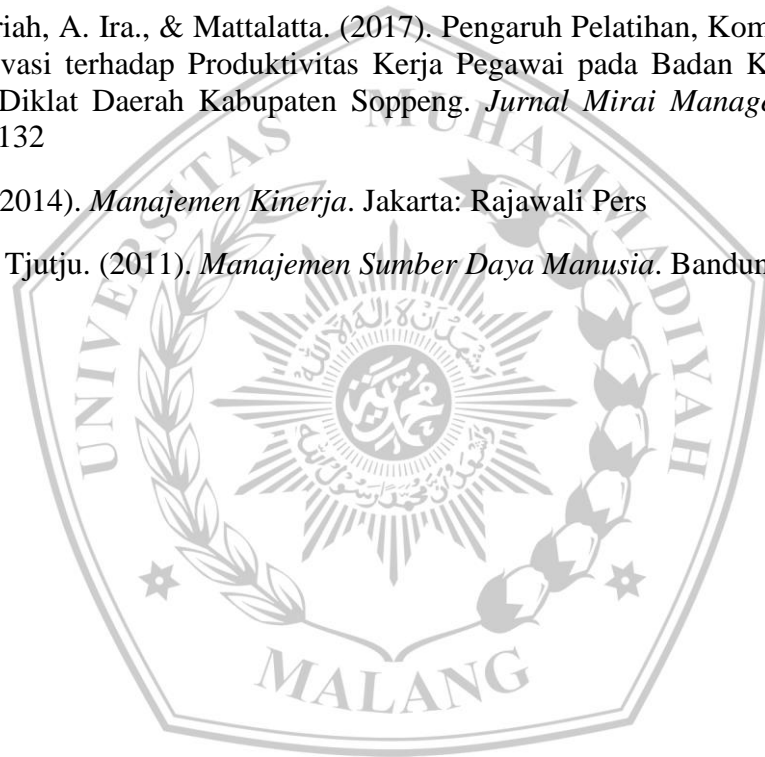 riah, A. Ira., & Mattalatta. (2017). Pengaruh Pelatihan, Kom
vasi terhadap Produktivitas Kerja Pegawai pada Badan K
Diklat Daerah Kabupaten Soppeng. Jurnal Mirai Manage
132
2014). Manajemen Kinerja. Jakarta: Rajawali Pers
Tjutju. (2011). Manajemen Sumber Daya Manusia. Bandun
UNIVERSITAS MUHAMMADIYAH
MALANG